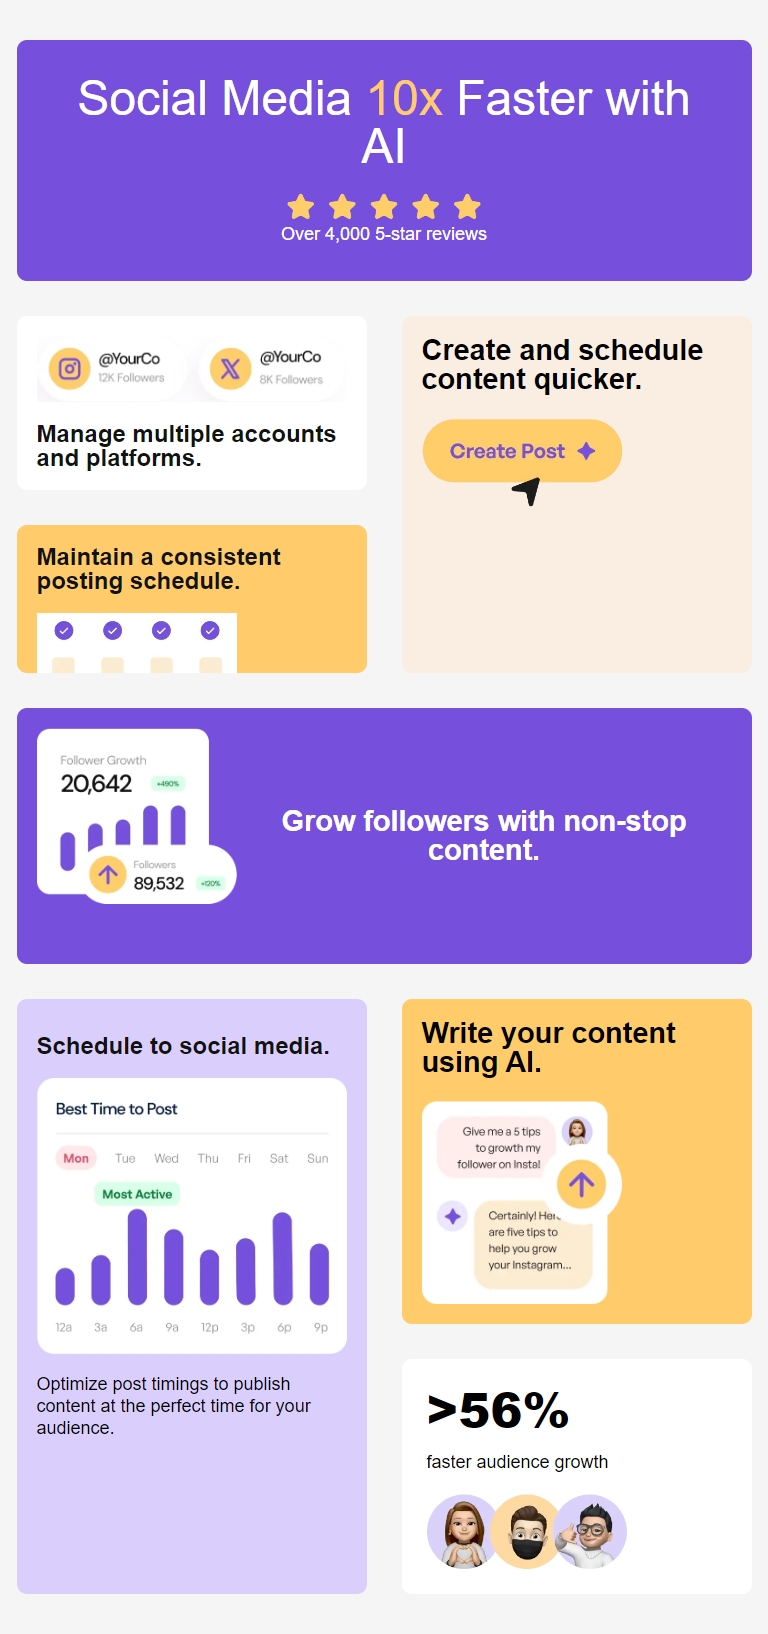 Social Media 10x Faster with
AI
Over 4,000 5-star reviews
@YourCo
12K Followers
@YourCo
8K Followers
Manage multiple accounts
and platforms.
Create and schedule
content quicker.
Create Post
Maintain a consistent
posting schedule.
Follower Growth
20,642 +490%
Followers
89,532 +120%
Grow followers with non-stop
content.
Schedule to social media.
Best Time to Post
Mon Tue Wed Thu Fri Sat Sun
Most Active
12a 3a 6a 9a 12p 3p 6p 9p
Optimize post timings to publish
content at the perfect time for your
audience.
Write your content
using AI.
Give me a 5 tips
to growth my
follower on Insta!
Certainly! Here
are five tips to
help you grow
your Instagram...
>56%
faster audience growth